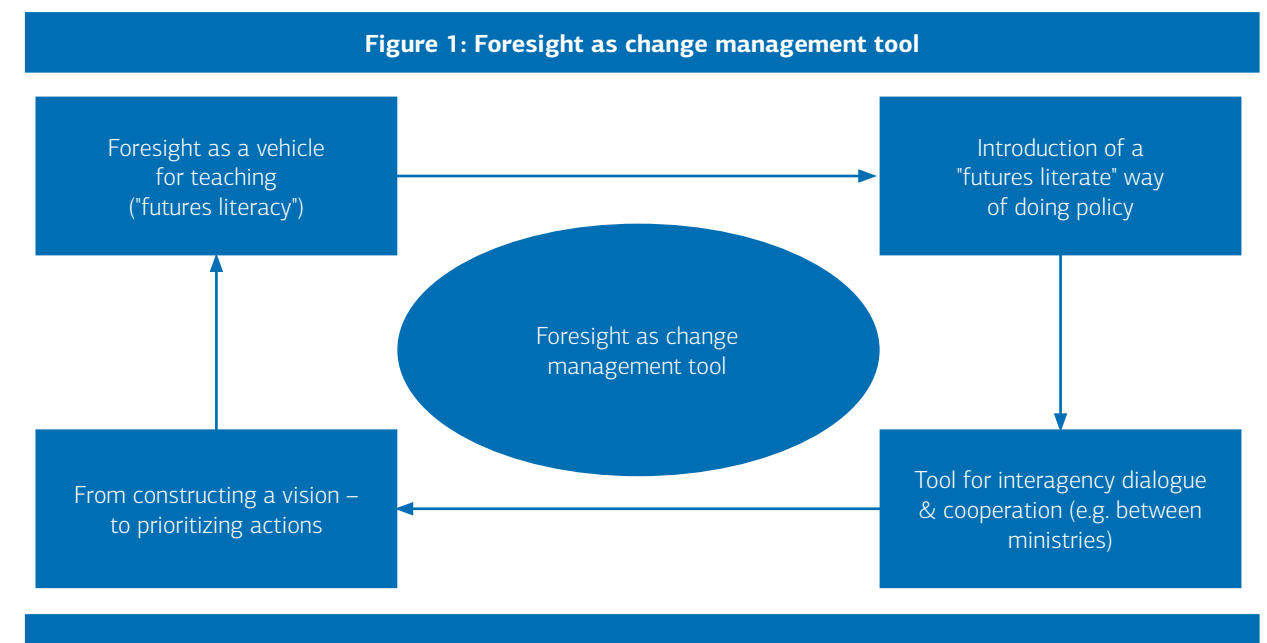 Figure 1: Foresight as change management tool
Foresight as a vehicle
for teaching
("futures literacy")
Introduction of a
"futures literate" way
of doing policy
Foresight as change
management tool
From constructing a vision –
to prioritizing actions
Tool for interagency dialogue
& cooperation (e.g. between
ministries)